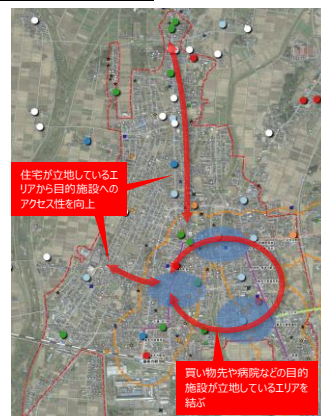 住宅が立地しているエ
リアから目的施設への
アクセス性を向上
買い物先や病院などの目的
施設が立地しているエリアを
結ぶ